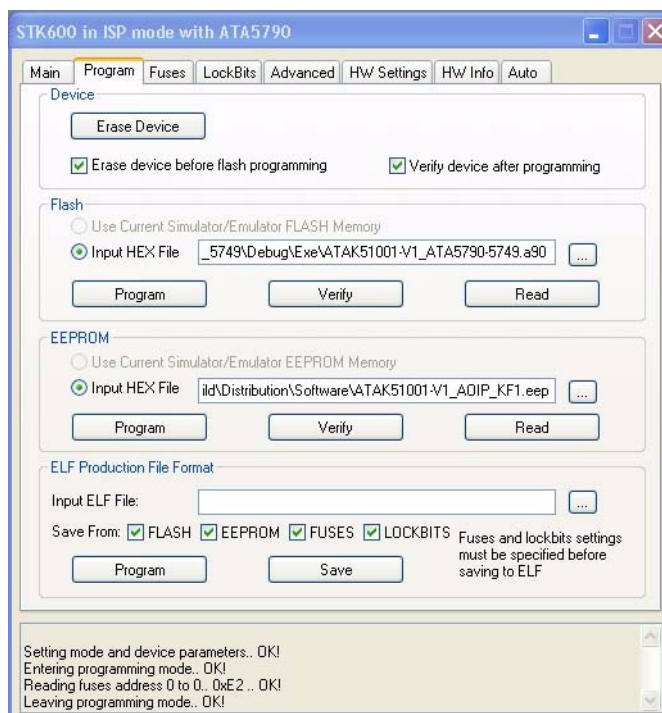 STK600 in ISP mode with ATA5790
Main Program Fuses LockBits Advanced HW Settings HW Info Auto
Device
Erase Device
Erase device before flash programming Verify device after programming
Flash
Use Current Simulator/Emulator FLASH Memory
Input HEX File _5749\Debug\Exe\ATAK51001-V1_ATA5790-5749.a90 ...
Program Verify Read
EEPROM
Use Current Simulator/Emulator EEPROM Memory
Input HEX File ild\Distribution\Software\ATAK51001-V1_AOIP_KF1.eep ...
Program Verify Read
ELF Production File Format
Input ELF File: ...
Save From: FLASH EEPROM FUSES LOCKBITS Fuses and lockbits settings
must be specified before
saving to ELF
Program Save
Setting mode and device parameters.. OK!
Entering programming mode.. OK!
Reading fuses address 0 to 0.. 0xE2 .. OK!
Leaving programming mode.. OK!